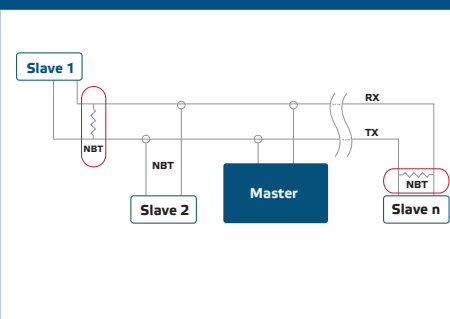 Slave 1
RX
TX
NBT
NBT
NBT
Master
Slave 2
Slave n